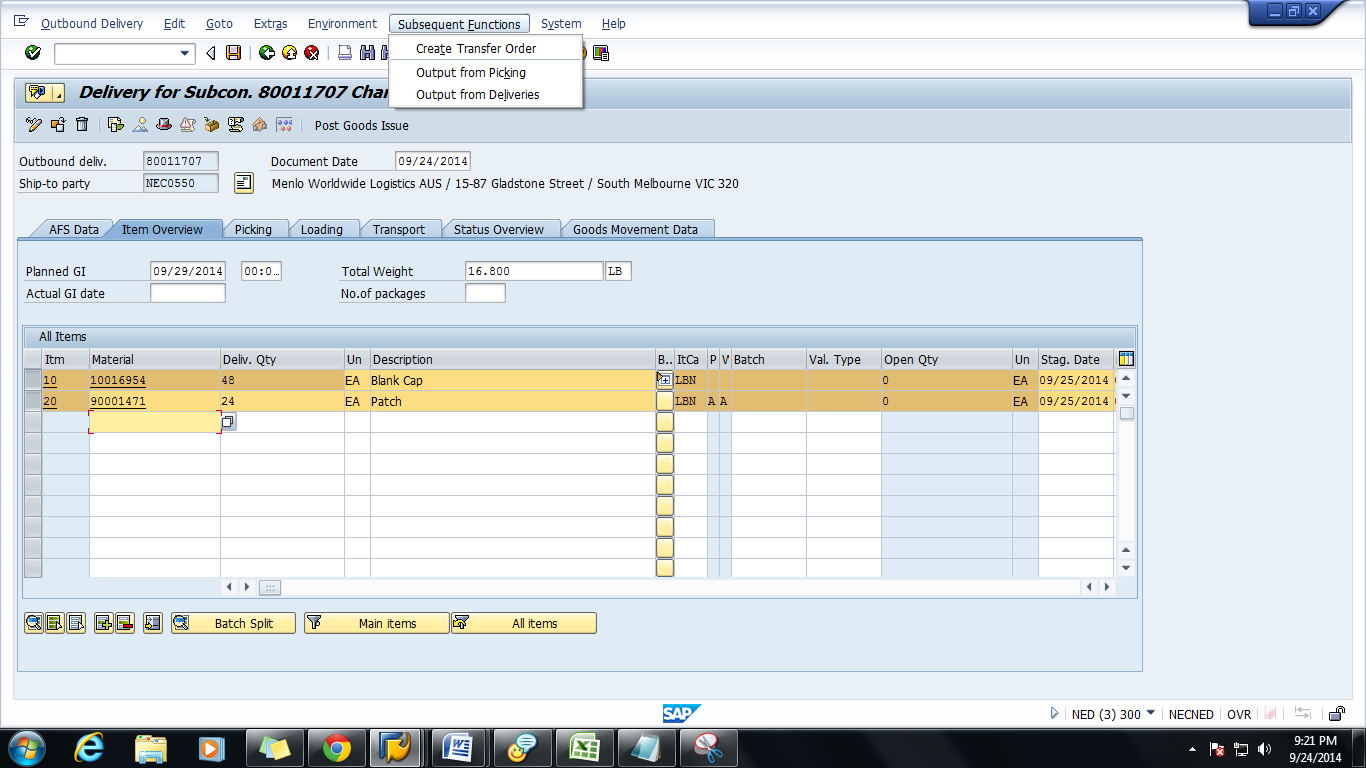 Outbound Delivery Edit Goto Extras Environment Subsequent Functions System Help
Create Transfer Order
Output from Picking
Output from Deliveries
Delivery for Subcon. 80011707 Cha
Post Goods Issue
Outbound deliv. 80011707 Document Date 09/24/2014
Ship-to party NEC0550 Menlo Worldwide Logistics AUS / 15-87 Gladstone Street / South Melbourne VIC 320
AFS Data Item Overview Picking Loading Transport Status Overview Goods Movement Data
Planned GI 09/29/2014 00:0… Total Weight 16.800 LB
Actual GI date No.of packages
All Items
Itm Material Deliv. Qty Un Description B.. ItCa P V Batch Val. Type Open Qty Un Stag. Date
10 10016954 48 EA Blank Cap LBN 0 EA 09/25/2014
20 90001471 24 EA Patch LBN A A 0 EA 09/25/2014
Batch Split Main items All items
SAP NED (3) 300 NECNED OVR
9:21 PM
9/24/2014